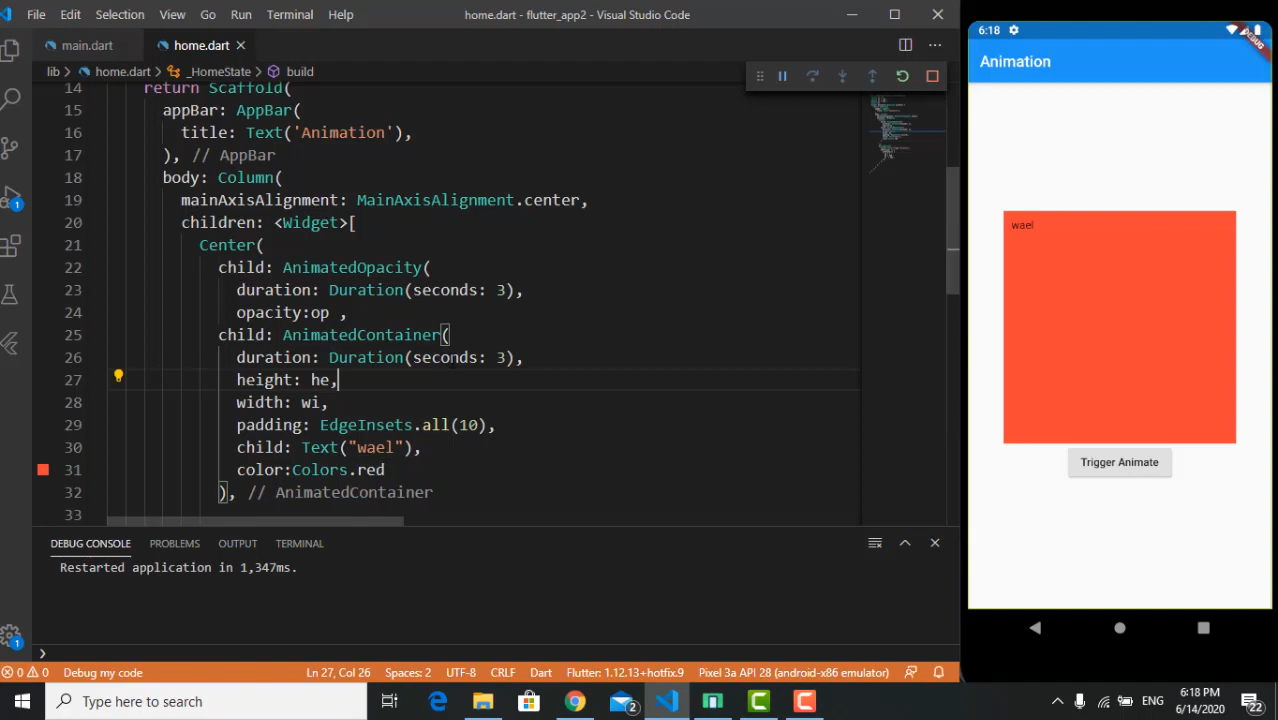 File Edit Selection View Go Run Terminal Help home.dart - flutter_app2 - Visual Studio Code
main.dart home.dart
lib > home.dart > _HomeState > build
14 return Scaffold(
15 appBar: AppBar(
16 title: Text('Animation'),
17 ), // AppBar
18 body: Column(
19 mainAxisAlignment: MainAxisAlignment.center,
20 children: <Widget>[
21 Center(
22 child: AnimatedOpacity(
23 duration: Duration(seconds: 3),
24 opacity:op ,
25 child: AnimatedContainer(
26 duration: Duration(seconds: 3),
27 height: he,
28 width: wi,
29 padding: EdgeInsets.all(10),
30 child: Text("wael"),
31 color:Colors.red
32 ), // AnimatedContainer
33
1
DEBUG CONSOLE PROBLEMS OUTPUT TERMINAL
Restarted application in 1,347ms.
1
0 0 Debug my code Ln 27, Col 26 Spaces: 2 UTF-8 CRLF Dart Flutter: 1.12.13+hotfix.9 Pixel 3a API 28 (android-x86 emulator)
6:18
DEBUG
Animation
wael
Trigger Animate
Type here to search
2
ENG
6:18 PM
6/14/2020
22